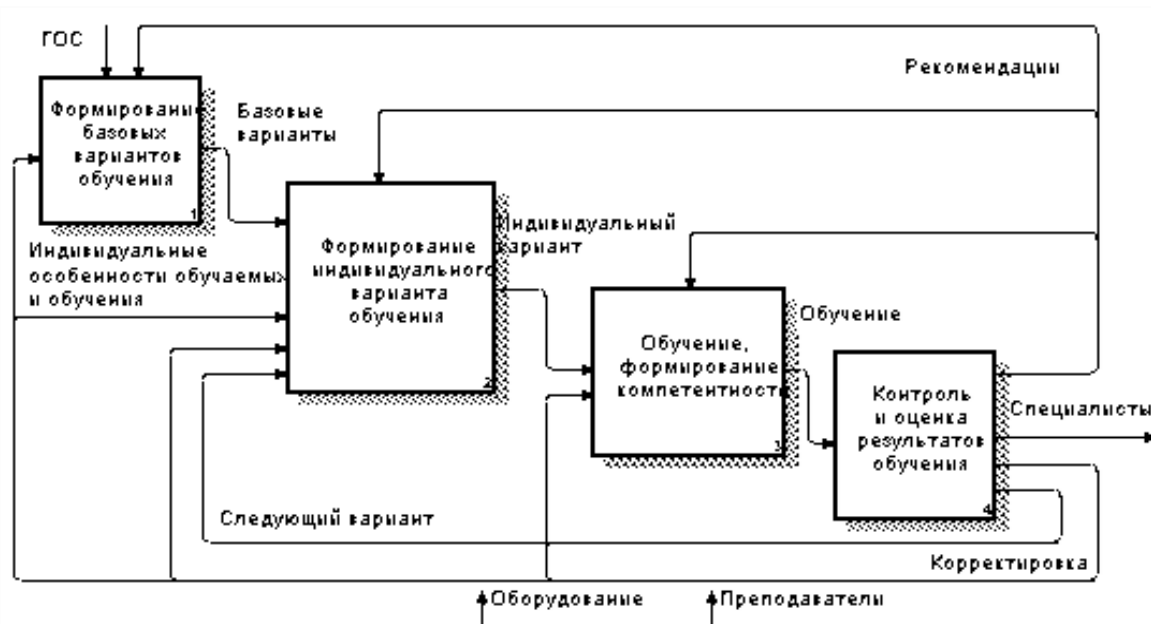 ГОС
Рекомендации
Формирование
базовых
вариантов
обучения
1
Базовые
варианты
Индивидуальные
особенности обучаемых
и обучения
Формирование
индивидуального
варианта
обучения
2
Индивидуальный
вариант
Обучение,
формирование
компетентность
3
Обучение
Контроль
и оценка
результатов
обучения
4
Специалисты
Следующий вариант
Корректировка
Оборудование
Преподаватели